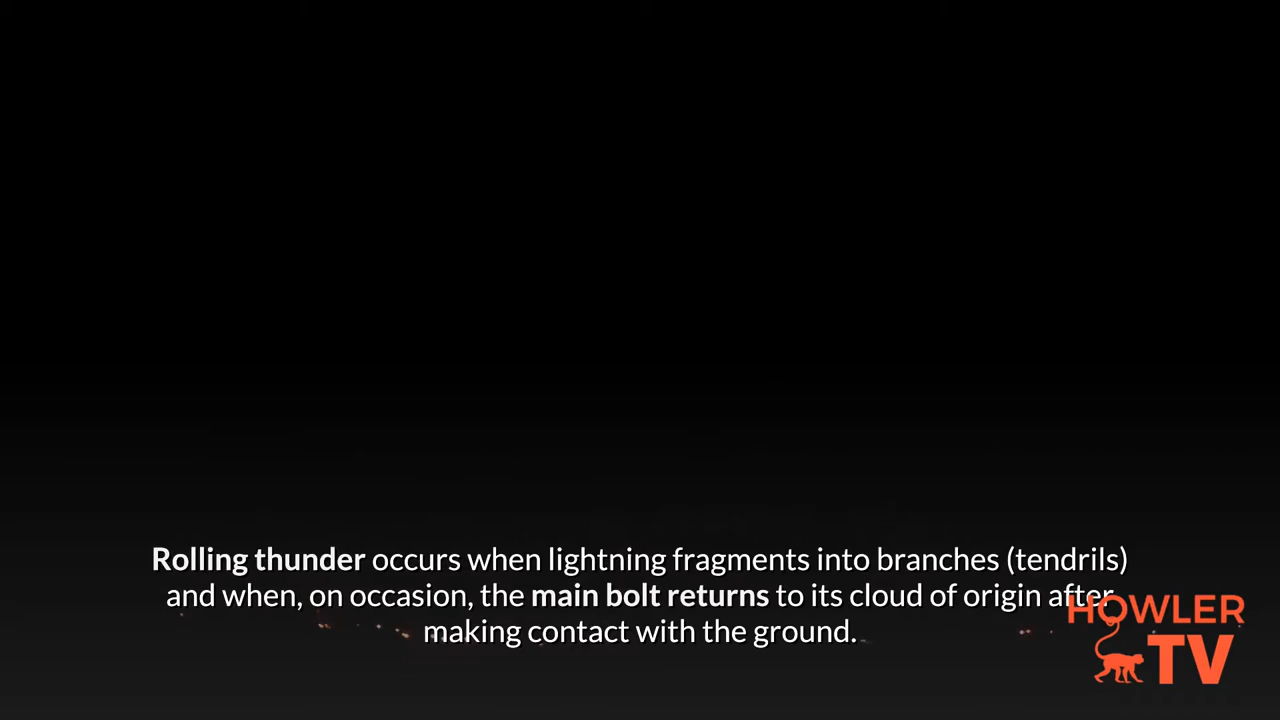 Rolling thunder occurs when lightning fragments into branches (tendrils)
and when, on occasion, the main bolt returns to its cloud of origin after
making contact with the ground.
HOWLER
TV